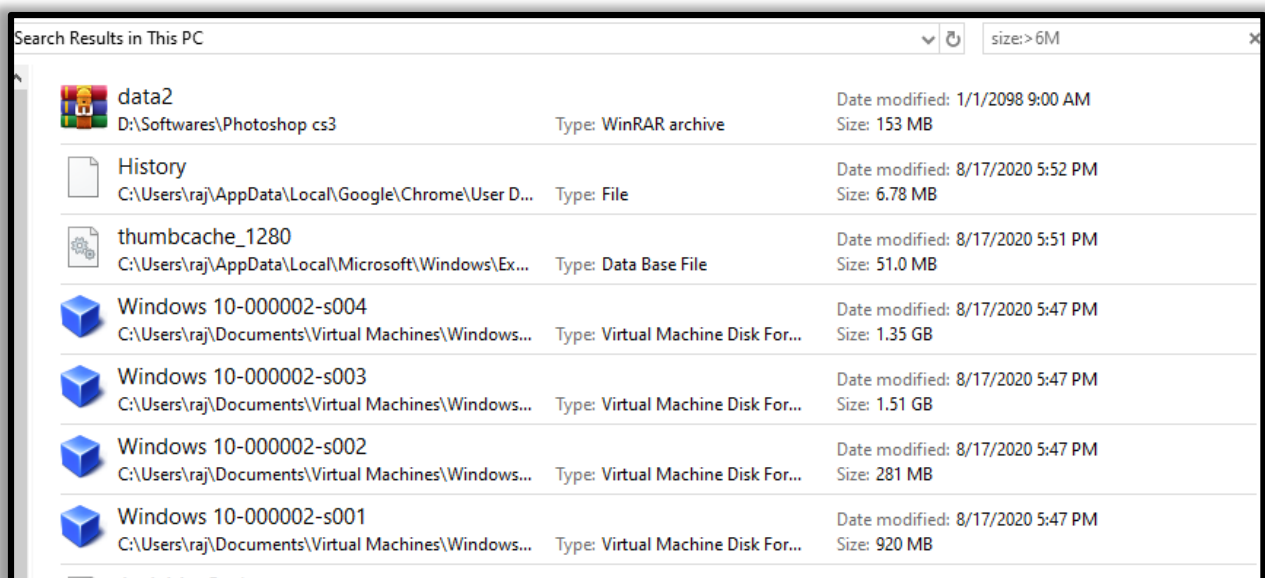 Search Results in This PC
size:>6M
data2
Date modified: 1/1/2098 9:00 AM
D:\Softwares\Photoshop cs3 Type: WinRAR archive Size: 153 MB
History
Date modified: 8/17/2020 5:52 PM
C:\Users\raj\AppData\Local\Google\Chrome\User D... Type: File Size: 6.78 MB
thumbcache_1280
Date modified: 8/17/2020 5:51 PM
C:\Users\raj\AppData\Local\Microsoft\Windows\Ex... Type: Data Base File Size: 51.0 MB
Windows 10-000002-s004
Date modified: 8/17/2020 5:47 PM
C:\Users\raj\Documents\Virtual Machines\Windows... Type: Virtual Machine Disk For... Size: 1.35 GB
Windows 10-000002-s003
Date modified: 8/17/2020 5:47 PM
C:\Users\raj\Documents\Virtual Machines\Windows... Type: Virtual Machine Disk For... Size: 1.51 GB
Windows 10-000002-s002
Date modified: 8/17/2020 5:47 PM
C:\Users\raj\Documents\Virtual Machines\Windows... Type: Virtual Machine Disk For... Size: 281 MB
Windows 10-000002-s001
Date modified: 8/17/2020 5:47 PM
C:\Users\raj\Documents\Virtual Machines\Windows... Type: Virtual Machine Disk For... Size: 920 MB